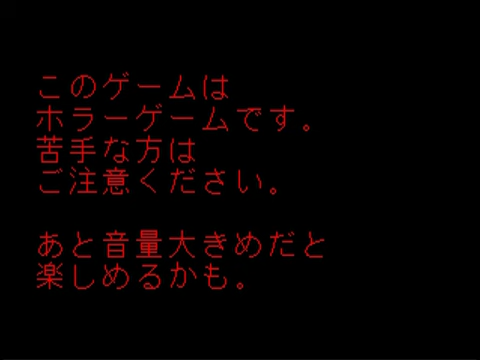 このゲームは
ホラーゲームです。
苦手な方は
ご注意ください。
あと音量大きめだと
楽しめるかも。